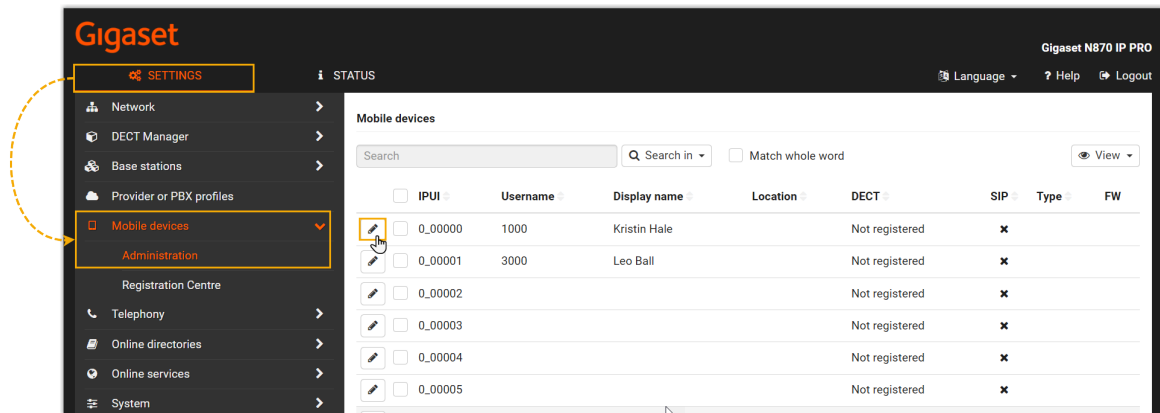 Gigaset
Gigaset N870 IP PRO
SETTINGS
STATUS
Language
Help
Logout
Network
DECT Manager
Base stations
Provider or PBX profiles
Mobile devices
Administration
Registration Centre
Telephony
Online directories
Online services
System
Mobile devices
Search
Search in
Match whole word
View
IPUI Username Display name Location DECT SIP Type FW
0_00000 1000 Kristin Hale Not registered
0_00001 3000 Leo Ball Not registered
0_00002 Not registered
0_00003 Not registered
0_00004 Not registered
0_00005 Not registered